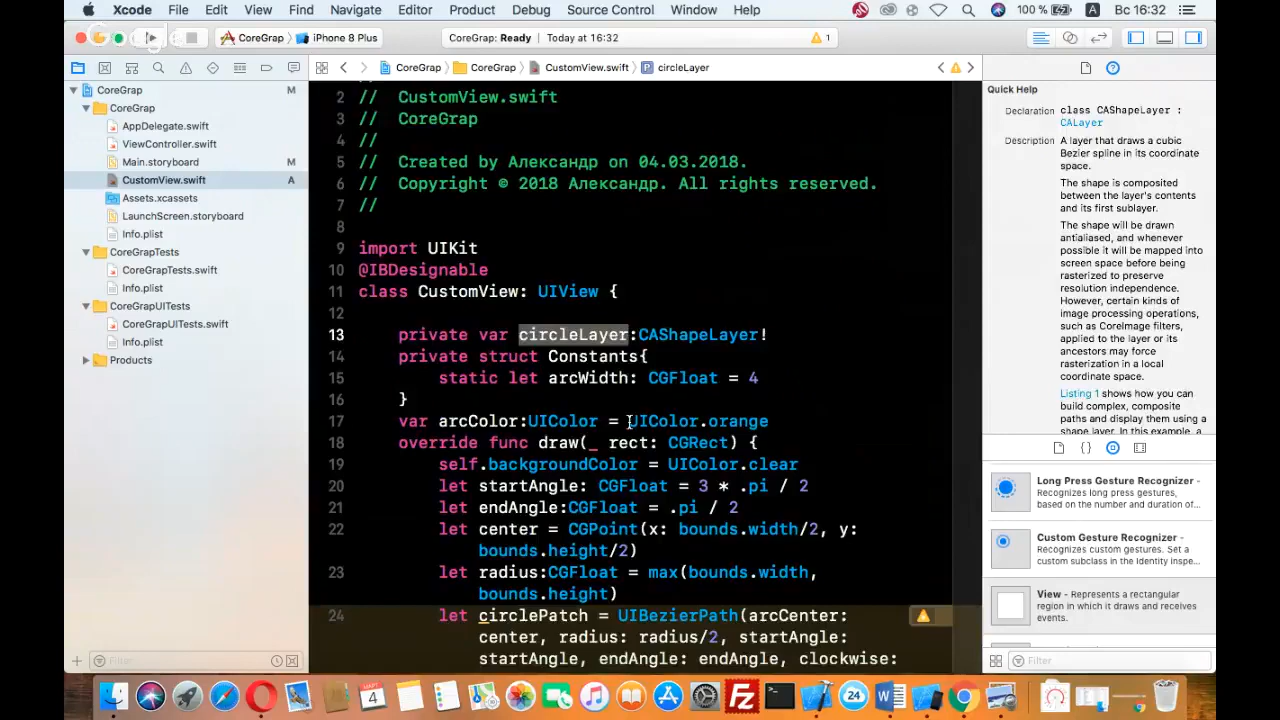 Xcode File Edit View Find Navigate Editor Product Debug Source Control Window Help 100 % A Вс 16:32
CoreGrap iPhone 8 Plus CoreGrap: Ready Today at 16:32 1
CoreGrap CoreGrap CustomView.swift P circleLayer
CoreGrap M
CoreGrap
AppDelegate.swift
ViewController.swift
Main.storyboard M
CustomView.swift A
Assets.xcassets
LaunchScreen.storyboard
Info.plist
CoreGrapTests
CoreGrapTests.swift
Info.plist
CoreGrapUITests
CoreGrapUITests.swift
Info.plist
Products
Filter
2 // CustomView.swift
3 // CoreGrap
4 //
5 // Created by Александр on 04.03.2018.
6 // Copyright © 2018 Александр. All rights reserved.
7 //
8
9 import UIKit
10 @IBDesignable
11 class CustomView: UIView {
12
13 private var circleLayer:CAShapeLayer!
14 private struct Constants{
15 static let arcWidth: CGFloat = 4
16 }
17 var arcColor:UIColor = UIColor.orange
18 override func draw(_ rect: CGRect) {
19 self.backgroundColor = UIColor.clear
20 let startAngle: CGFloat = 3 * .pi / 2
21 let endAngle:CGFloat = .pi / 2
22 let center = CGPoint(x: bounds.width/2, y:
bounds.height/2)
23 let radius:CGFloat = max(bounds.width,
bounds.height)
24 let circlePatch = UIBezierPath(arcCenter:
center, radius: radius/2, startAngle:
startAngle, endAngle: endAngle, clockwise:
Quick Help
Declaration class CAShapeLayer :
CALayer
Description A layer that draws a cubic
Bezier spline in its coordinate
space.
The shape is composited
between the layer's contents
and its first sublayer.
The shape will be drawn
antialiased, and whenever
possible it will be mapped into
screen space before being
rasterized to preserve
resolution independence.
However, certain kinds of
image processing operations,
such as CoreImage filters,
applied to the layer or its
ancestors may force
rasterization in a local
coordinate space.
Listing 1 shows how you can
build complex, composite
paths and display them using a
shape layer. In this example, a
{ }
Long Press Gesture Recognizer -
Recognizes long press gestures,
based on the number and duration of...
Custom Gesture Recognizer -
Recognizes custom gestures. Set a
custom subclass in the Identity inspe...
View - Represents a rectangular
region in which it draws and receives
events.
Filter
МАРТ
4
FZ
24
W